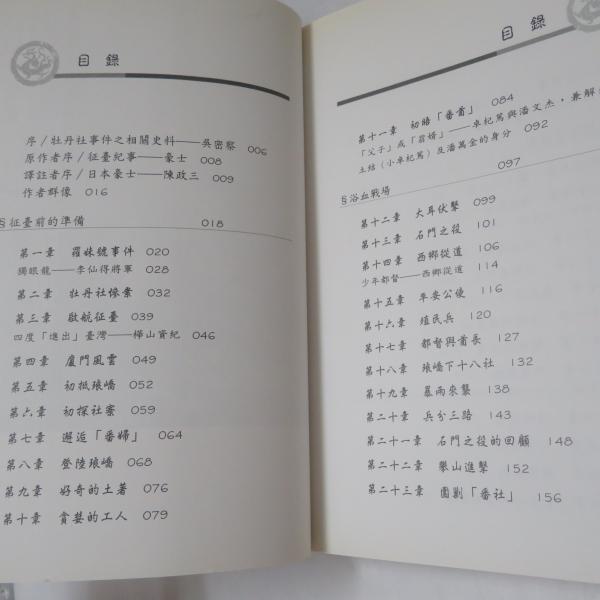 目錄
序/牡丹社事件之相關史料——吳密察 006
原作者序/征臺紀事——豪士 008
譯註者序/日本豪士——陳政三 009
作者群像 016
§征臺前的準備 018
第一章 羅妹號事件 020
獨眼龍——李仙得將軍 028
第二章 牡丹社慘案 032
第三章 啟航征臺 039
四度「進出」臺灣——樺山資紀 046
第四章 廈門風雲 049
第五章 初抵琅嶠 052
第六章 初探社寮 059
第七章 邂逅「番婦」 064
第八章 登陸琅嶠 068
第九章 好奇的土著 076
第十章 貪婪的工人 079
目錄
第十一章 初晤「番酋」 084
「父子」或「翁婿」——卓杞篤與潘文杰,兼解
土結(小卓杞篤)及潘萬金的身分 092
§浴血戰場 097
第十二章 大耳伏擊 099
第十三章 石門之役 101
第十四章 西鄉從道 106
少年都督——西鄉從道 114
第十五章 平安公使 116
第十六章 殖民兵 120
第十七章 都督與酋長 127
第十八章 琅嶠下十八社 132
第十九章 暴雨來襲 138
第二十章 兵分三路 143
第二十一章 石門之役的回顧 148
第二十二章 攀山進擊 152
第二十三章 圍剿「番社」 156